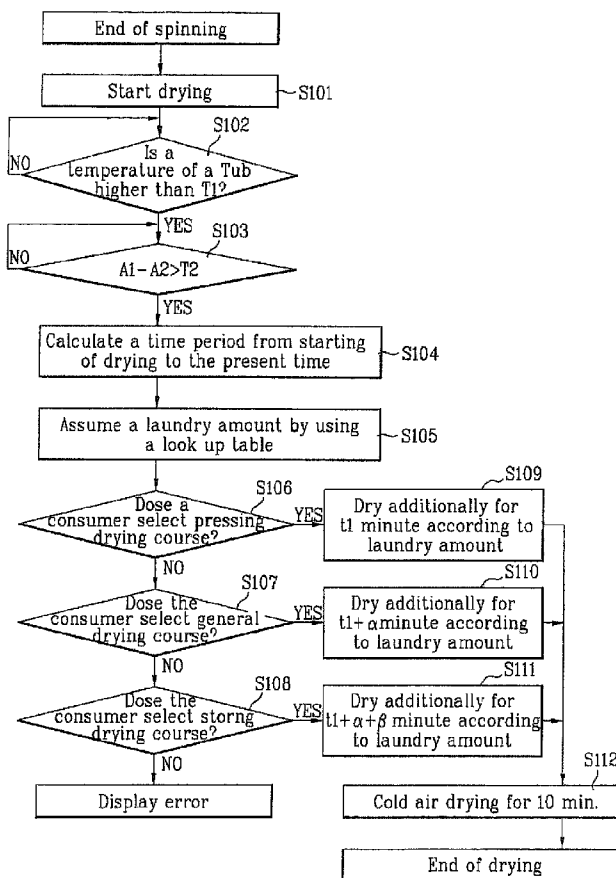 End of spinning
Start drying
S101
S102
Is a
temperature of a Tub
higher than T1?
NO
YES
S103
A1-A2>T2
NO
YES
Calculate a time period from starting
of drying to the present time
S104
Assume a laundry amount by using
a look up table
S105
S106
Dose a
consumer select pressing
drying course?
YES
S109
Dry additionally for
t1 minute according to
laundry amount
NO
S107
Dose the
consumer select general
drying course?
YES
S110
Dry additionally for
t1+α minute according
to laundry amount
NO
S108
Dose the
consumer select storng
drying course?
YES
S111
Dry additionally for
t1+α+β minute according
to laundry amount
NO
Display error
S112
Cold air drying for 10 min.
End of drying